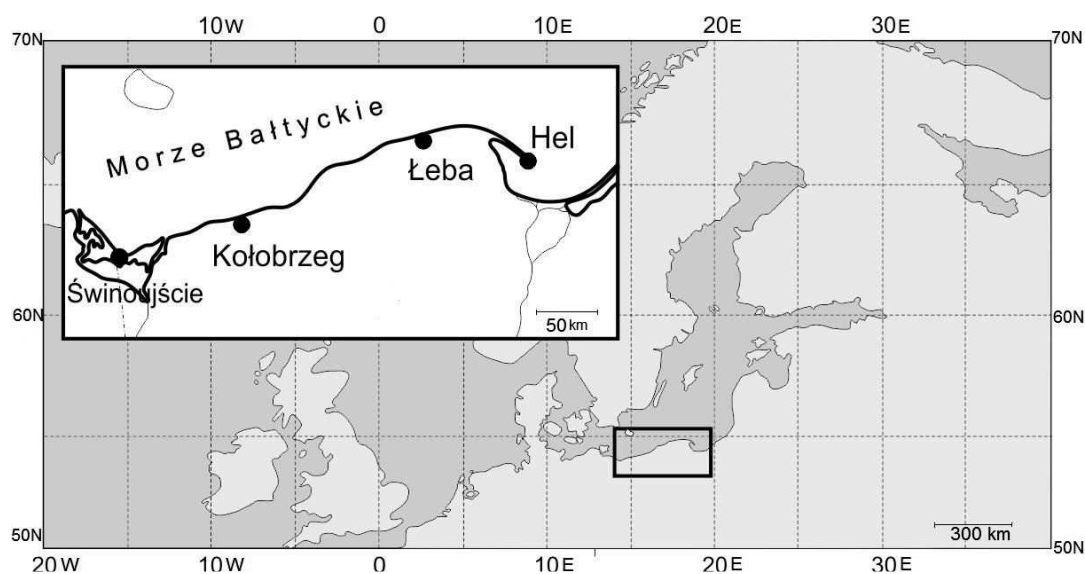 10W 0 10E 20E 30E
70N 70N
Morze Bałtyckie
Hel
Łeba
Kołobrzeg
Świnoujście
50 km
60N 60N
300 km
50N 50N
20W 10W 0 10E 20E 30E